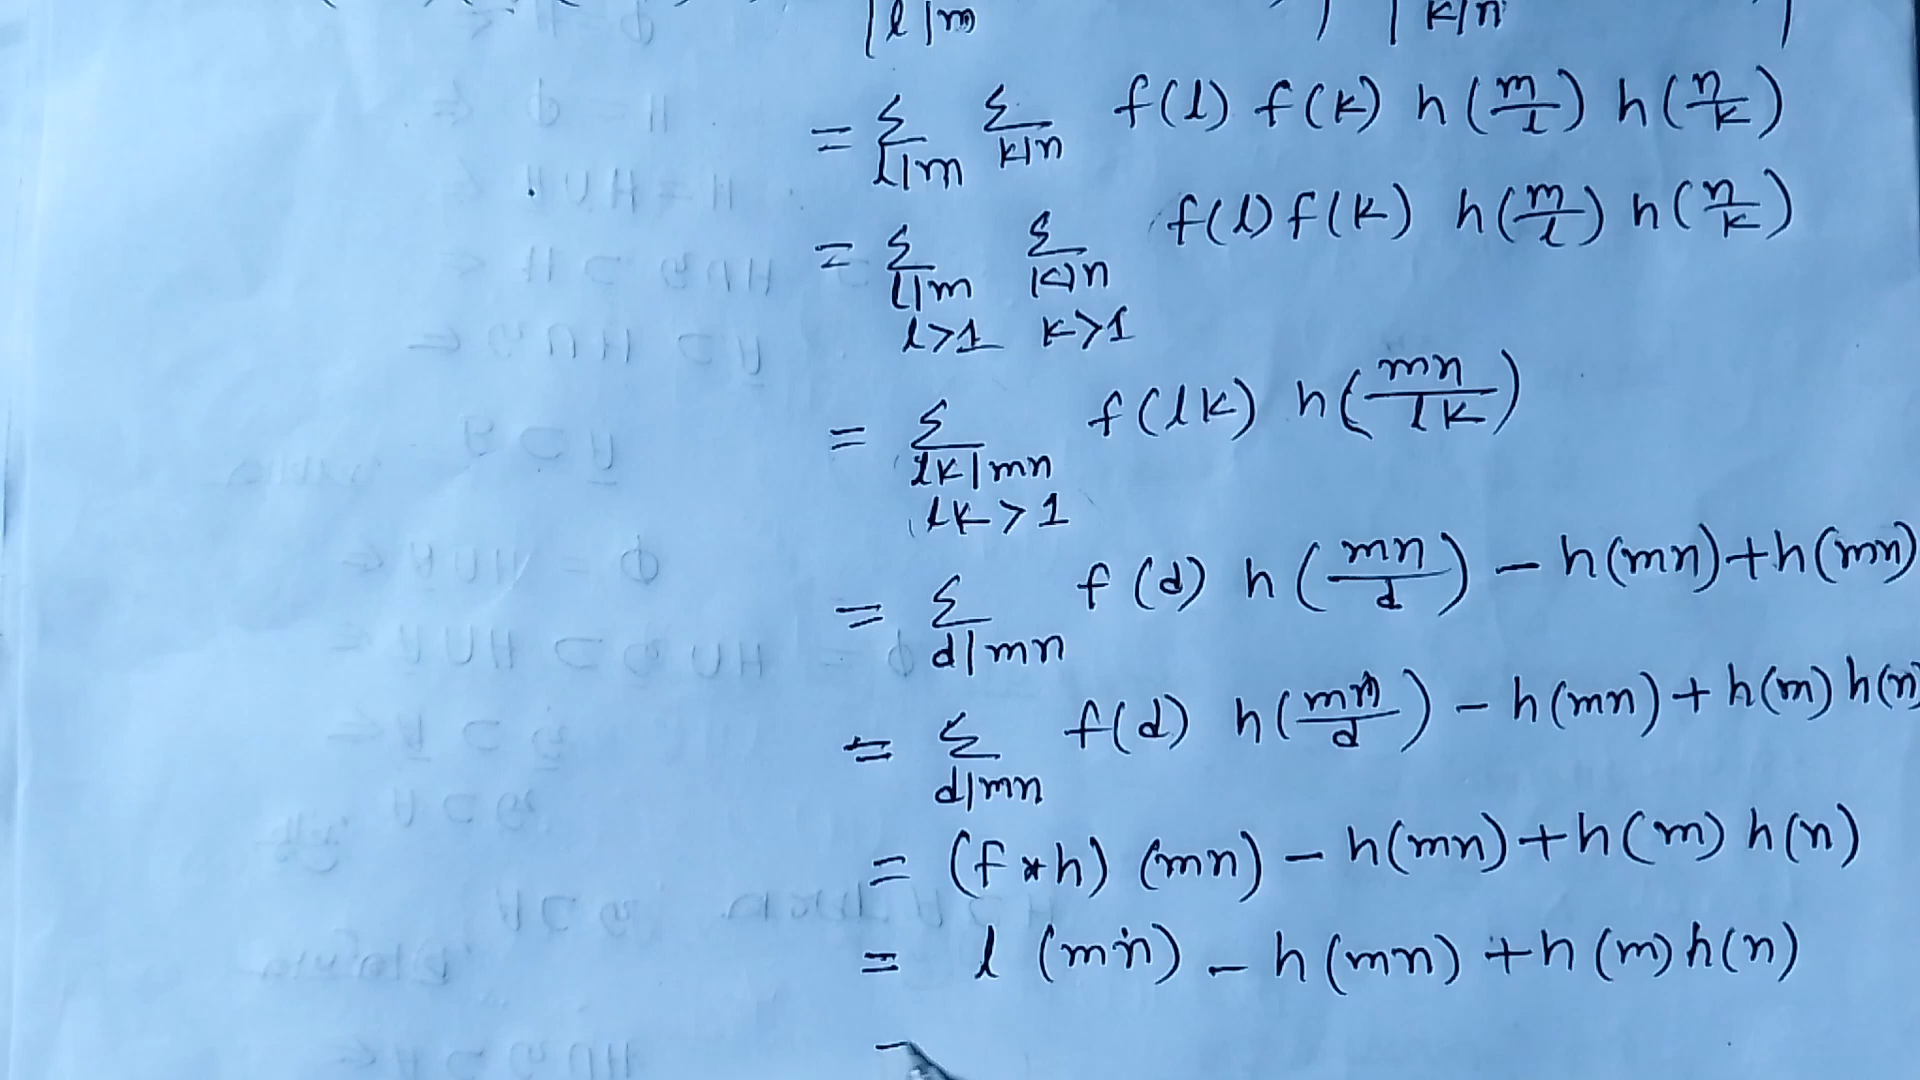 l|m k|n
= Σ_{l|m} Σ_{k|n} f(l) f(k) h(m/l) h(n/k)
= Σ_{l|m, l>1} Σ_{k|n, k>1} f(l) f(k) h(m/l) h(n/k)
= Σ_{lk|mn, lk>1} f(lk) h(mn/lk)
= Σ_{d|mn} f(d) h(mn/d) - h(mn) + h(mn)
= Σ_{d|mn} f(d) h(mn/d) - h(mn) + h(m) h(n)
= (f*h) (mn) - h(mn) + h(m) h(n)
= l (mn) - h(mn) + h(m) h(n)